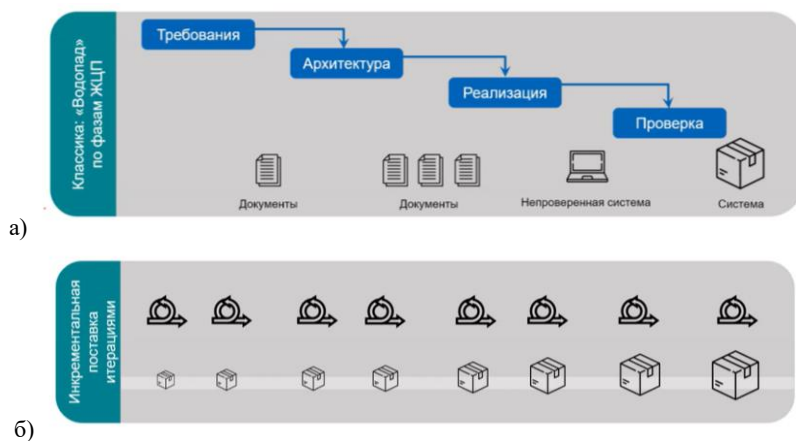 Классика: «Водопад»
по фазам ЖЦП
Требования
Архитектура
Реализация
Проверка
Документы
Документы
Непроверенная система
Система
а)
Инкрементальная
поставка
итерациями
б)